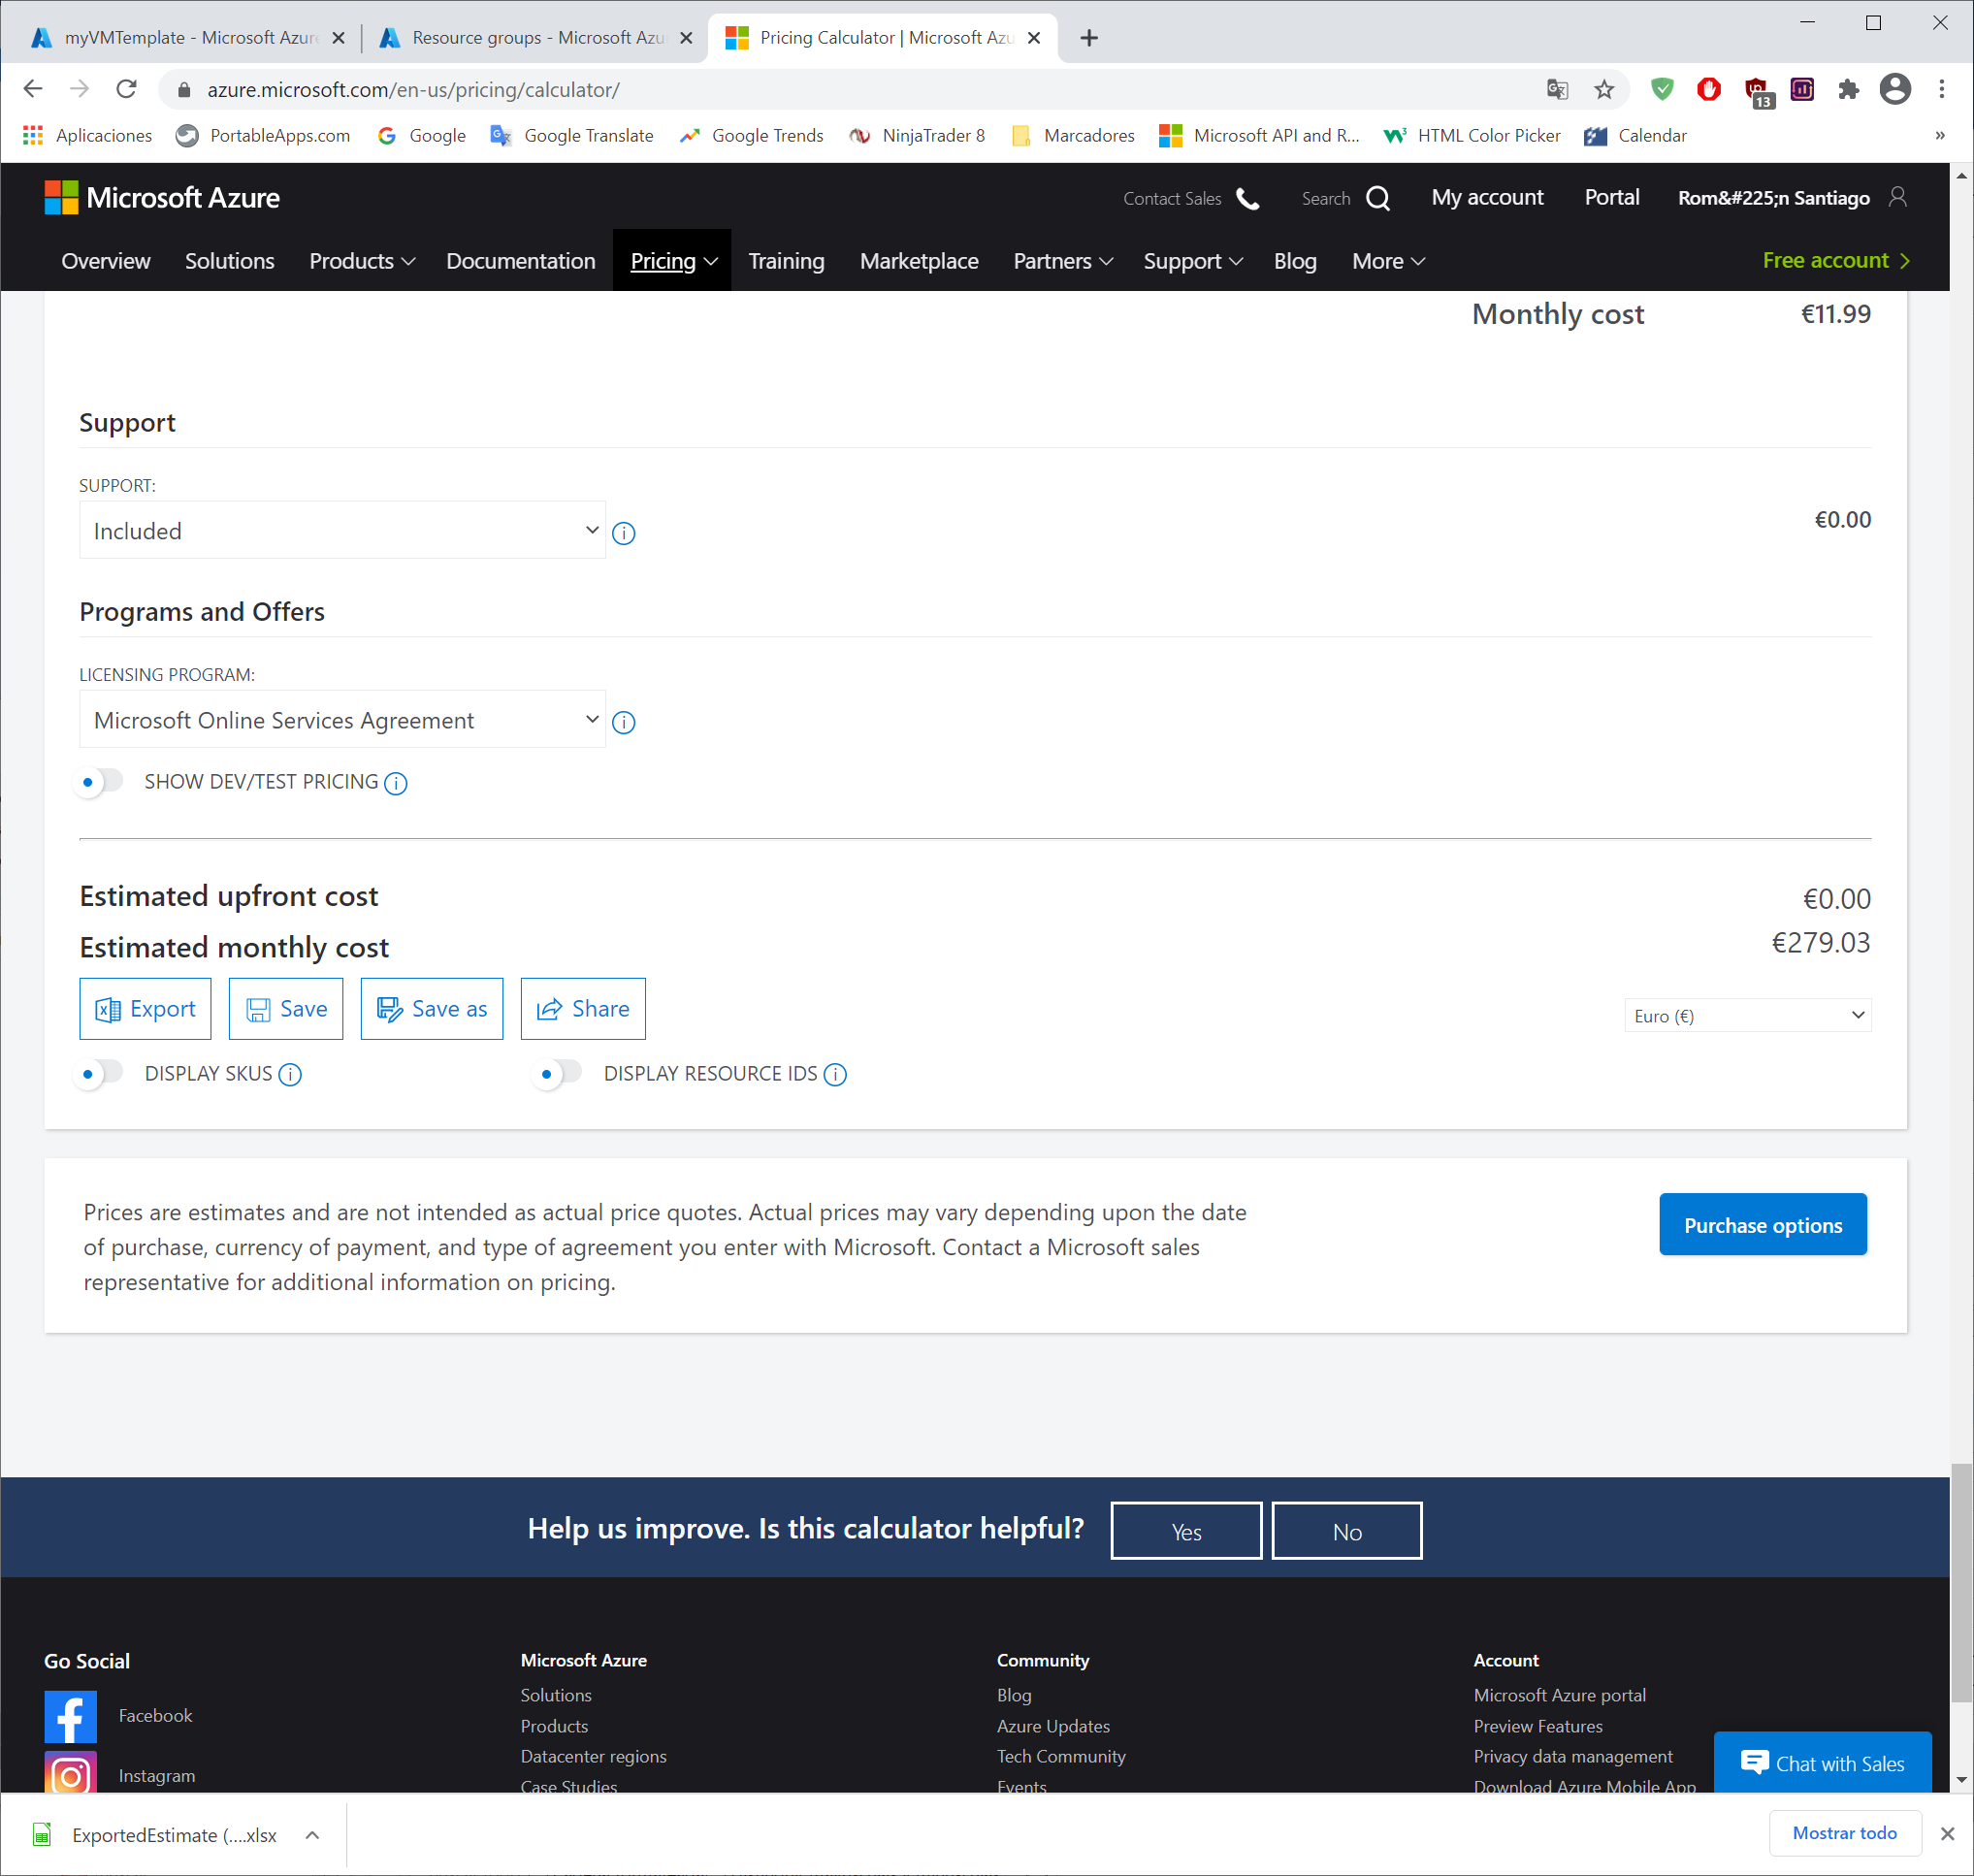 myVMTemplate - Microsoft Azure
Resource groups - Microsoft Azu
Pricing Calculator | Microsoft Azu
azure.microsoft.com/en-us/pricing/calculator/
13
Aplicaciones
PortableApps.com
Google
Google Translate
Google Trends
NinjaTrader 8
Marcadores
Microsoft API and R...
HTML Color Picker
Calendar
»
Microsoft Azure
Contact Sales
Search
My account
Portal
Rom&#225;n Santiago
Overview
Solutions
Products
Documentation
Pricing
Training
Marketplace
Partners
Support
Blog
More
Free account
Monthly cost
€11.99
Support
SUPPORT:
Included
€0.00
Programs and Offers
LICENSING PROGRAM:
Microsoft Online Services Agreement
SHOW DEV/TEST PRICING
Estimated upfront cost
€0.00
Estimated monthly cost
€279.03
Export
Save
Save as
Share
Euro (€)
DISPLAY SKUS
DISPLAY RESOURCE IDS
Prices are estimates and are not intended as actual price quotes. Actual prices may vary depending upon the date
of purchase, currency of payment, and type of agreement you enter with Microsoft. Contact a Microsoft sales
representative for additional information on pricing.
Purchase options
Help us improve. Is this calculator helpful?
Yes
No
Go Social
Facebook
Instagram
Microsoft Azure
Solutions
Products
Datacenter regions
Case Studies
Community
Blog
Azure Updates
Tech Community
Events
Account
Microsoft Azure portal
Preview Features
Privacy data management
Download Azure Mobile App
Chat with Sales
ExportedEstimate (....xlsx
Mostrar todo